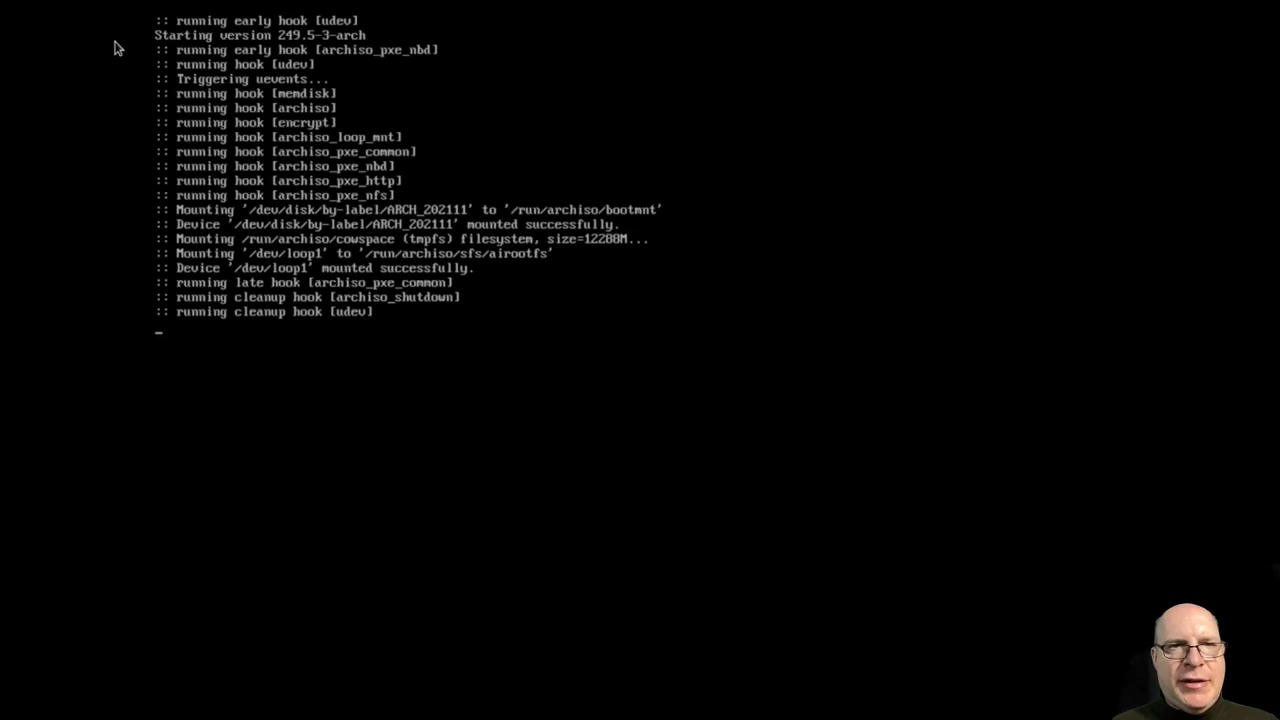 :: running early hook [udev]
Starting version 249.5-3-arch
:: running early hook [archiso_pxe_nbd]
:: running hook [udev]
:: Triggering uevents...
:: running hook [memdisk]
:: running hook [archiso]
:: running hook [encrypt]
:: running hook [archiso_loop_mnt]
:: running hook [archiso_pxe_common]
:: running hook [archiso_pxe_nbd]
:: running hook [archiso_pxe_http]
:: running hook [archiso_pxe_nfs]
:: Mounting '/dev/disk/by-label/ARCH_202111' to '/run/archiso/bootmnt'
:: Device '/dev/disk/by-label/ARCH_202111' mounted successfully.
:: Mounting /run/archiso/cowspace (tmpfs) filesystem, size=12288M...
:: Mounting '/dev/loop1' to '/run/archiso/sfs/airootfs'
:: Device '/dev/loop1' mounted successfully.
:: running late hook [archiso_pxe_common]
:: running cleanup hook [archiso_shutdown]
:: running cleanup hook [udev]